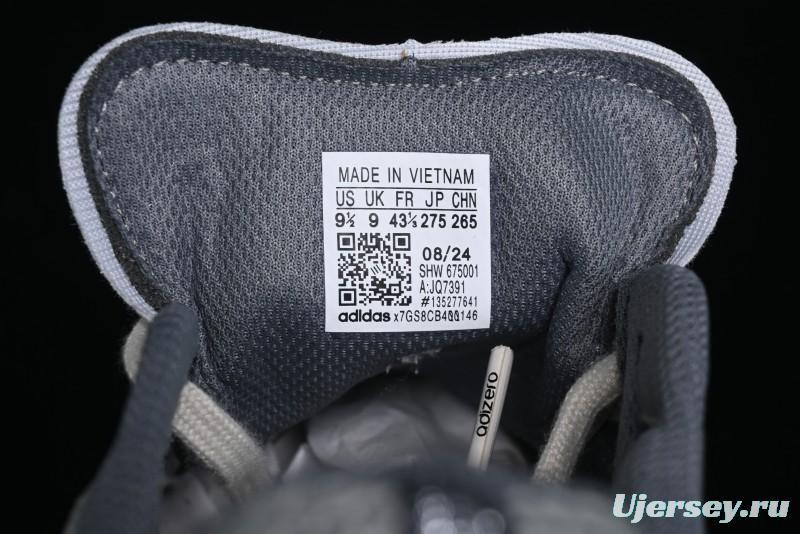 MADE IN VIETNAM
US UK FR JP CHN
9½ 9 43⅓ 275 265
08/24
SHW 675001
A:JQ7391
#135277641
adidas
adizero
Ujersey.ru